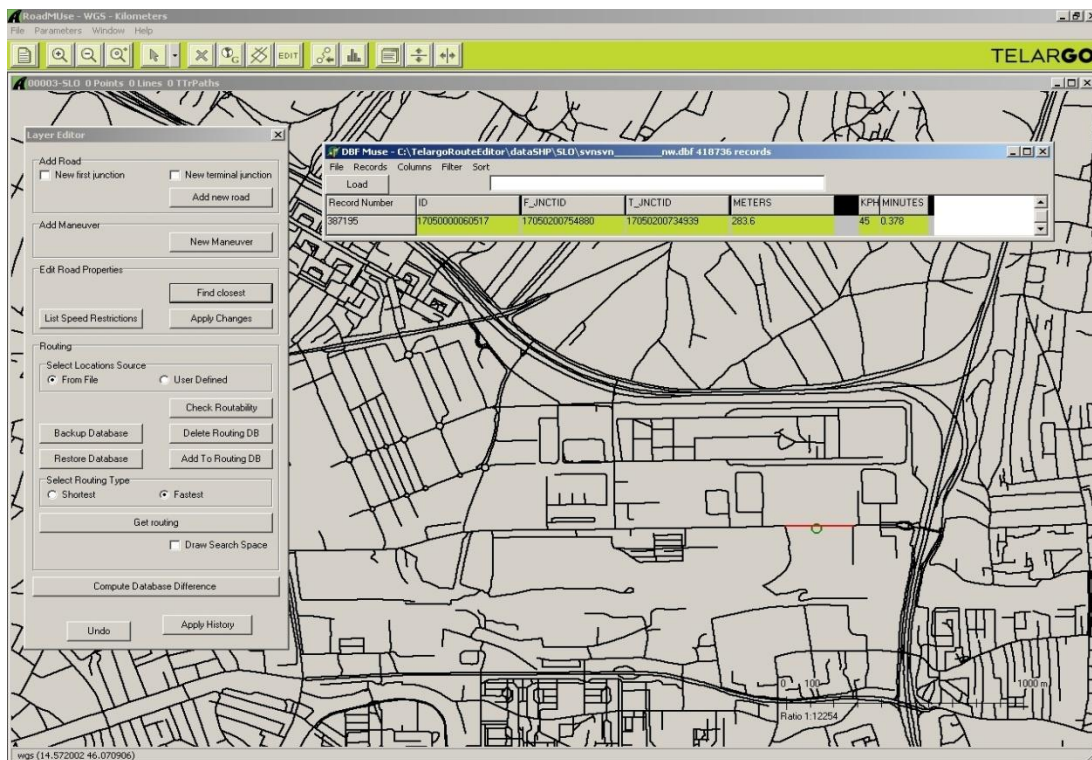 RoadMUse - WGS - Kilometers
File Parameters Window Help
EDIT
TELARGO
00003-SLO 0 Points 0 Lines 0 TTrPaths
Layer Editor
Add Road
New first junction
New terminal junction
Add new road
Add Maneuver
New Maneuver
Edit Road Properties
Find closest
List Speed Restrictions
Apply Changes
Routing
Select Locations Source
From File
User Defined
Check Routability
Backup Database
Delete Routing DB
Restore Database
Add To Routing DB
Select Routing Type
Shortest
Fastest
Get routing
Draw Search Space
Compute Database Difference
Undo
Apply History
DBF Muse - C:\TelargoRouteEditor\dataSHP\SLO\svnsvn________nw.dbf 418736 records
File Records Columns Filter Sort
Load
Record Number ID F_JNCTID T_JNCTID METERS KPH MINUTES
387195 17050000060517 17050200754880 17050200734939 283.6 45 0.378
0 100 1000 m
Ratio 1:12254
wgs (14.572002 46.070906)